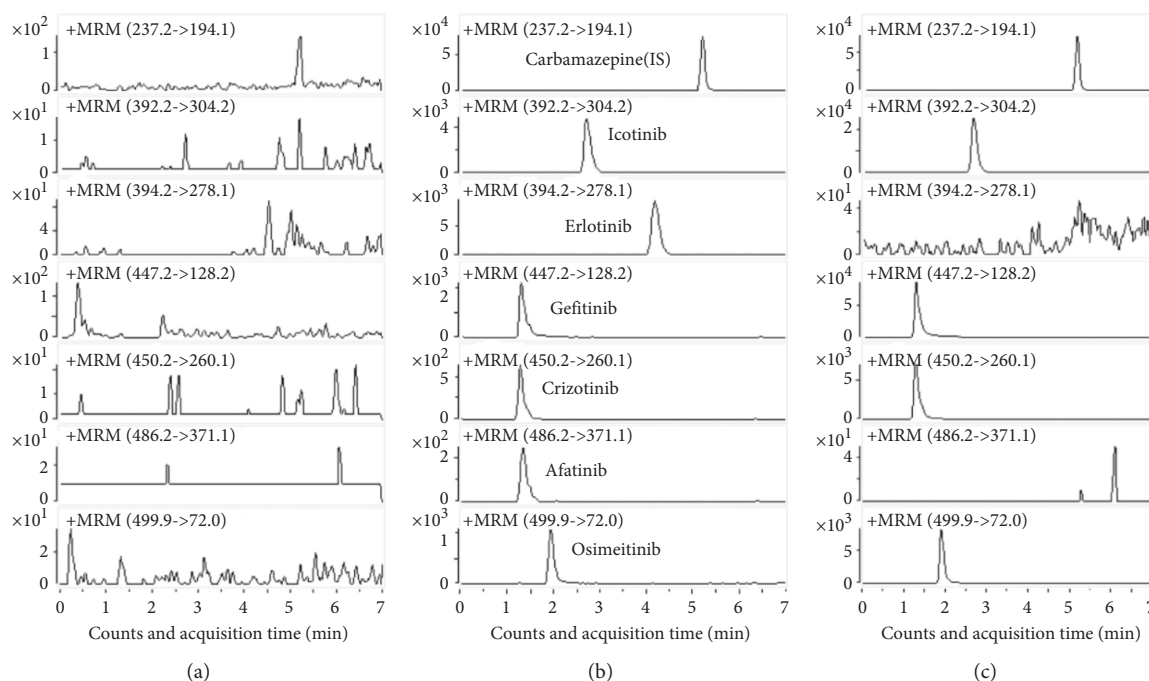 ×10² +MRM (237.2->194.1)
1
0
×10¹ +MRM (392.2->304.2)
1
0
×10¹ +MRM (394.2->278.1)
5
0
×10² +MRM (447.2->128.2)
1
0
×10¹ +MRM (450.2->260.1)
1
0
×10¹ +MRM (486.2->371.1)
2
0
×10¹ +MRM (499.9->72.0)
2
0
0 1 2 3 4 5 6 7
Counts and acquisition time (min)
(a)
×10⁴ +MRM (237.2->194.1)
Carbamazepine(IS)
5
0
×10³ +MRM (392.2->304.2)
Icotinib
4
0
×10³ +MRM (394.2->278.1)
5
Erlotinib
0
×10³ +MRM (447.2->128.2)
2
Gefitinib
0
×10² +MRM (450.2->260.1)
5
Crizotinib
0
×10² +MRM (486.2->371.1)
2
Afatinib
0
×10³ +MRM (499.9->72.0)
1
Osimeitinib
0
0 1 2 3 4 5 6 7
Counts and acquisition time (min)
(b)
×10⁴ +MRM (237.2->194.1)
5
0
×10⁴ +MRM (392.2->304.2)
2
0
×10¹ +MRM (394.2->278.1)
4
0
×10⁴ +MRM (447.2->128.2)
5
0
×10³ +MRM (450.2->260.1)
5
0
×10¹ +MRM (486.2->371.1)
4
2
0
×10³ +MRM (499.9->72.0)
5
0
0 1 2 3 4 5 6 7
Counts and acquisition time (min)
(c)